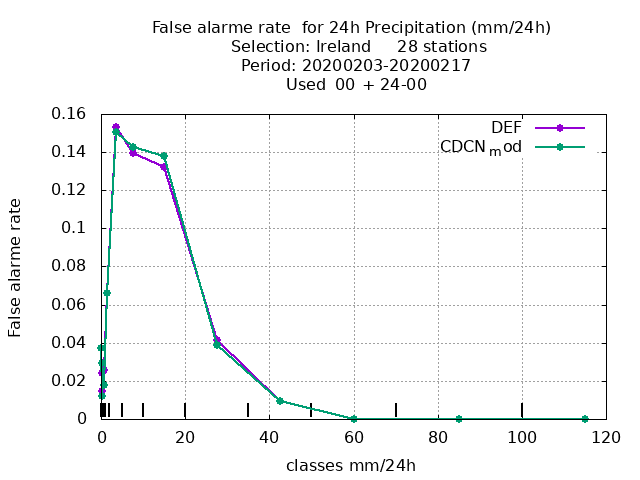 False alarme rate  for 24h Precipitation (mm/24h)
Selection: Ireland     28 stations
Period: 20200203-20200217
Used  00 + 24-00
DEF
CDCNmod
False alarme rate
0.16
0.14
0.12
0.1
0.08
0.06
0.04
0.02
0
0 20 40 60 80 100 120
classes mm/24h